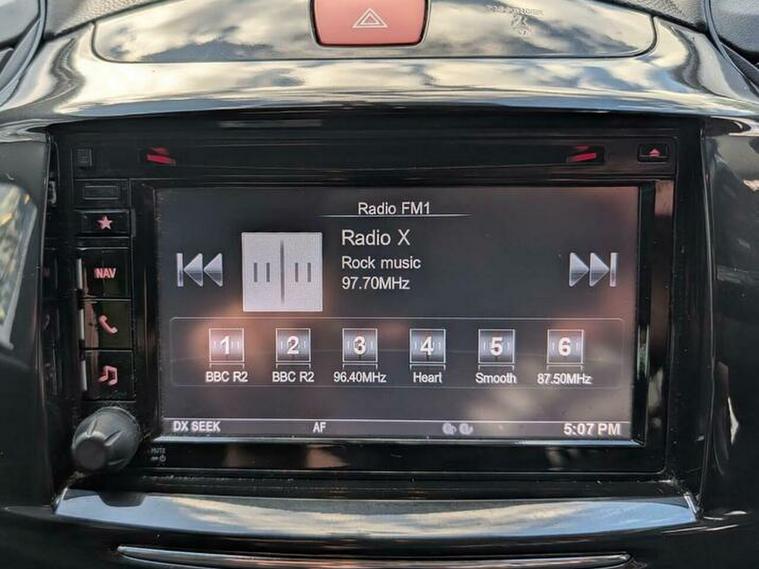 Radio FM1
Radio X
Rock music
97.70MHz
NAV
1 2 3 4 5 6
BBC R2 BBC R2 96.40MHz Heart Smooth 87.50MHz
DX SEEK AF 5:07 PM
MUTE